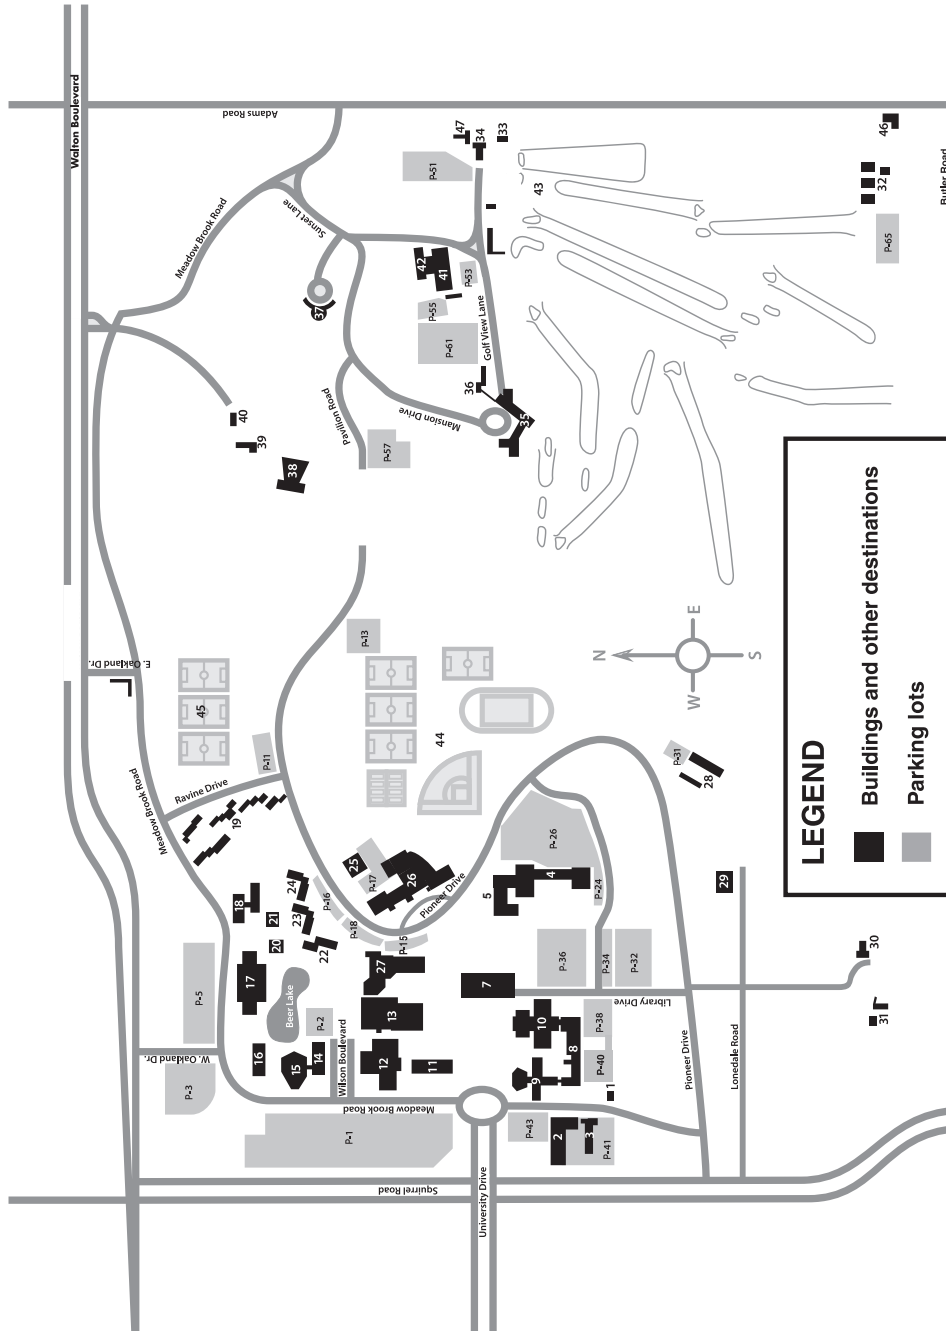 Walton Boulevard
Adams Road
Meadow Brook Road
Sunset Lane
47
34
33
P-51
43
46
32
P-65
Butler Road
42
41
P-53
P-55
P-61
Golf View Lane
37
36
35
Mansion Drive
Pavilion Road
P-57
40
39
38
E. Oakland Dr.
45
P-13
44
N
E
S
W
P-11
Ravine Drive
Meadow Brook Road
19
P-31
28
LEGEND
Buildings and other destinations
Parking lots
18
21
20
24
23
22
25
P-17
26
P-16
P-18
P-15
Pioneer Drive
P-26
5
4
P-24
29
P-5
17
Beer Lake
P-2
27
13
7
P-36
P-34
P-32
Library Drive
30
31
W. Oakland Dr.
P-3
16
15
14
Wilson Boulevard
12
11
10
8
9
P-38
P-40
1
Pioneer Drive
Lonedale Road
Meadow Brook Road
P-1
P-43
2
3
P-41
Squirrel Road
University Drive